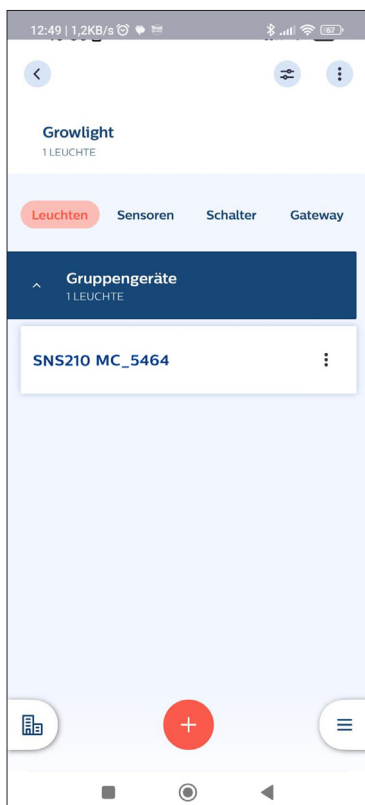 12:49 | 1,2KB/s
67
Growlight
1 LEUCHTE
Leuchten Sensoren Schalter Gateway
Gruppengeräte
1 LEUCHTE
SNS210 MC_5464